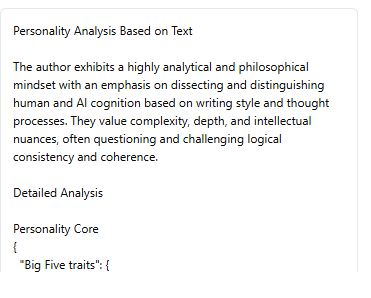 Personality Analysis Based on Text
The author exhibits a highly analytical and philosophical
mindset with an emphasis on dissecting and distinguishing
human and AI cognition based on writing style and thought
processes. They value complexity, depth, and intellectual
nuances, often questioning and challenging logical
consistency and coherence.
Detailed Analysis
Personality Core
{
"Big Five traits": {